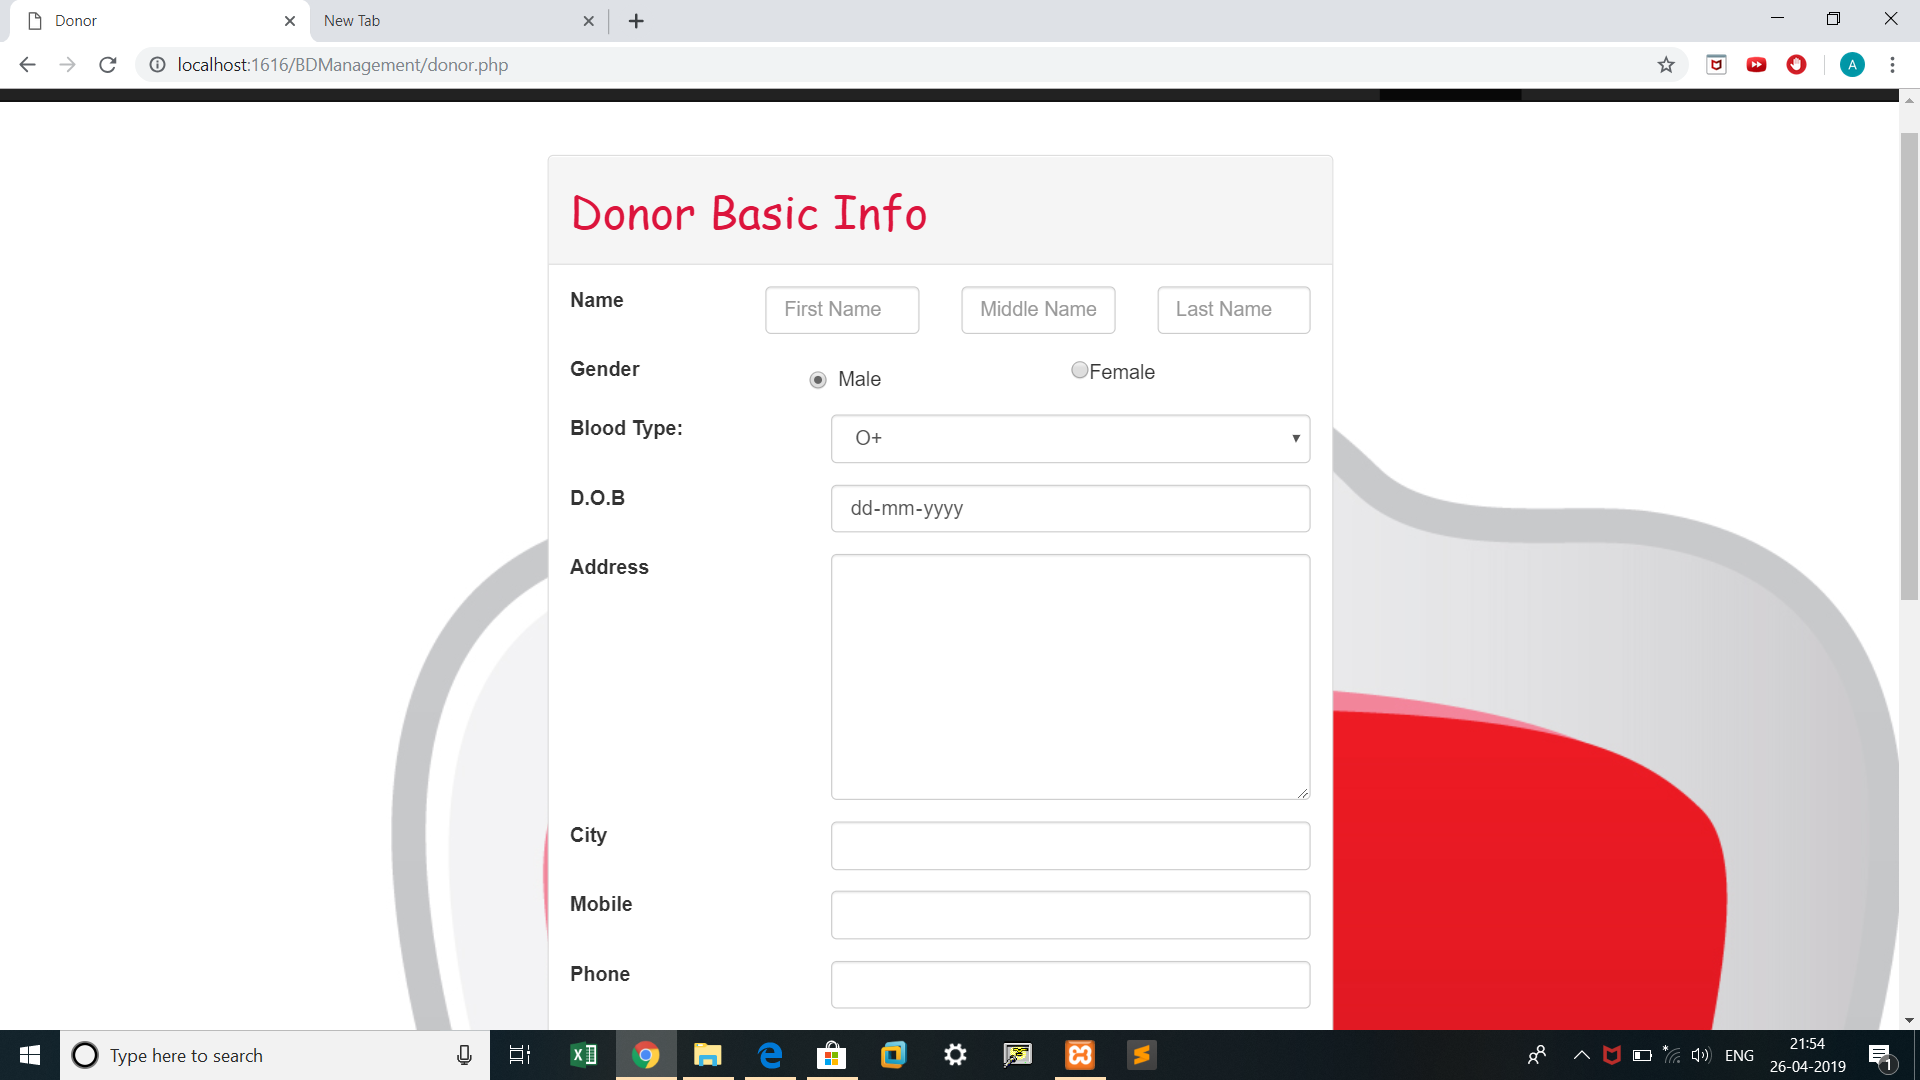 Donor
New Tab
localhost:1616/BDManagement/donor.php
A
Donor Basic Info
Name
First Name
Middle Name
Last Name
Gender
Male
Female
Blood Type:
O+
D.O.B
dd-mm-yyyy
Address
City
Mobile
Phone
Type here to search
ENG
21:54
26-04-2019
1